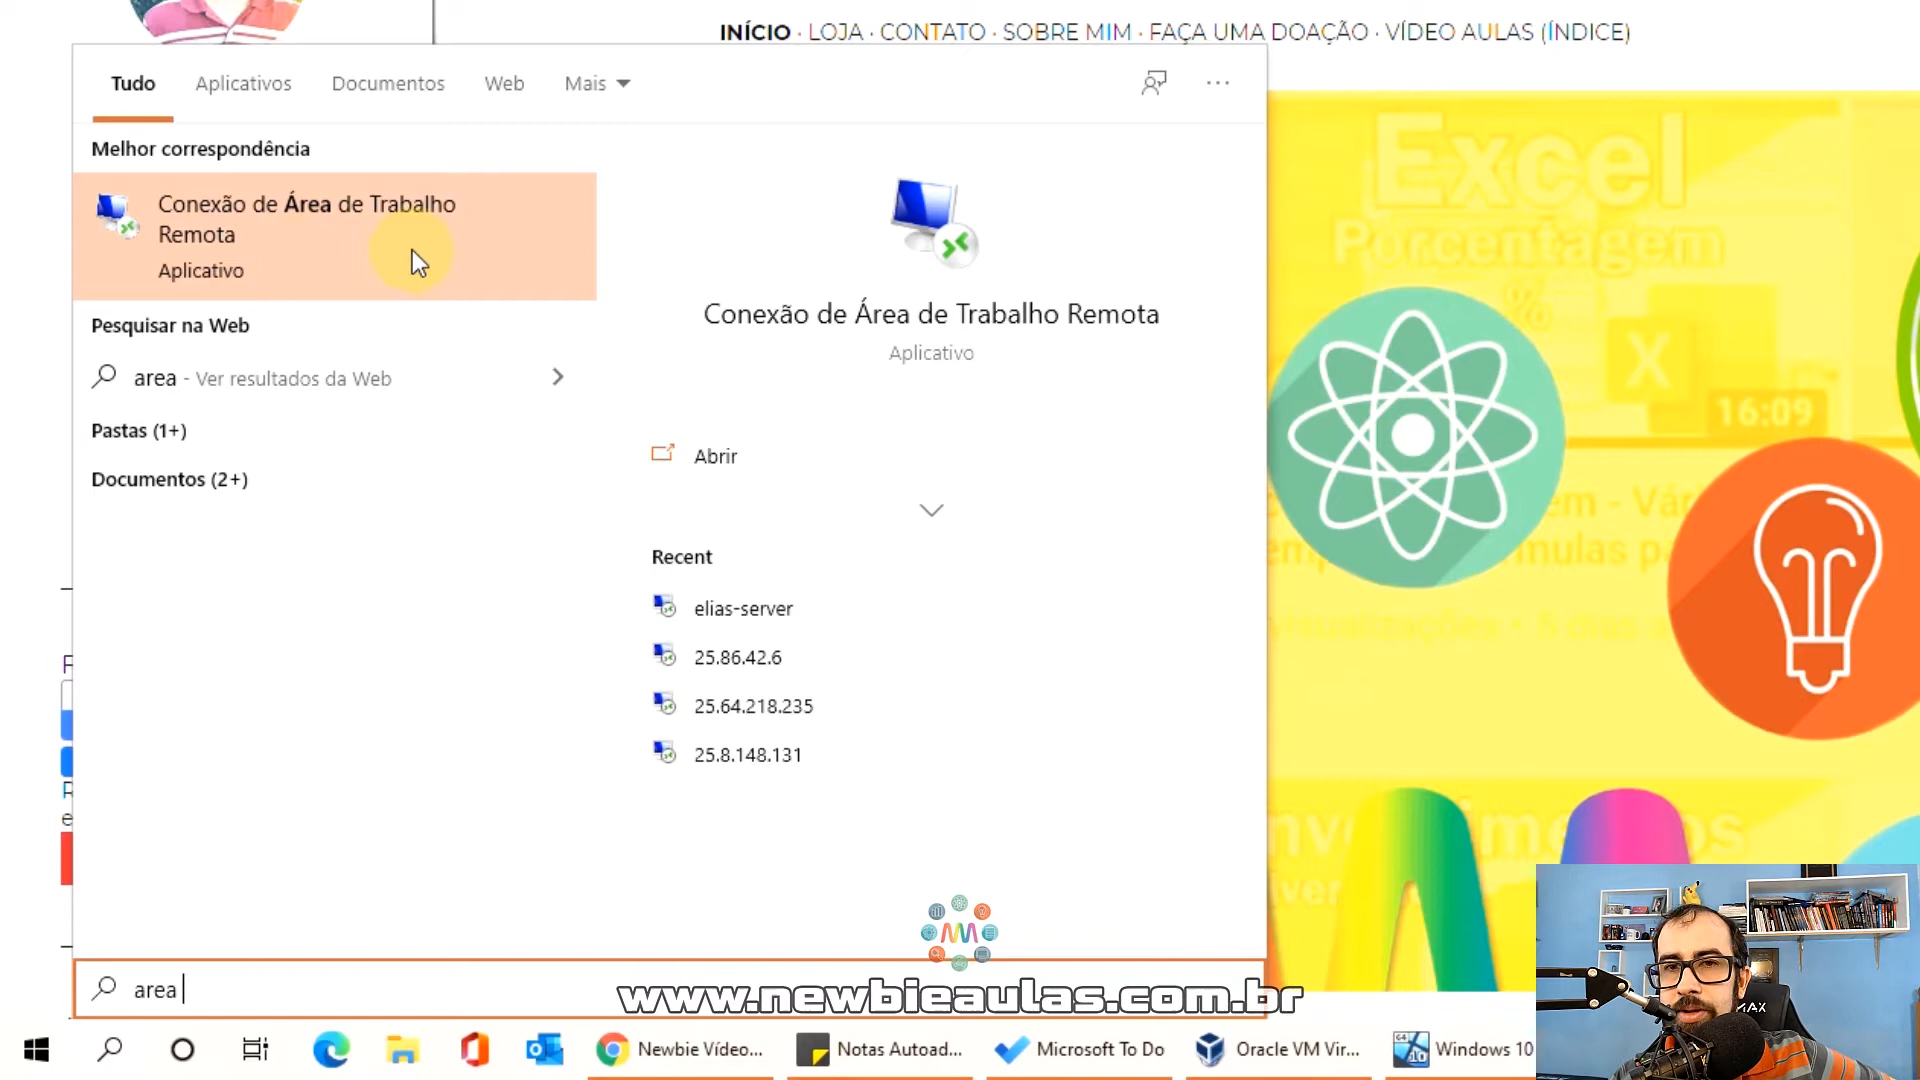 INÍCIO · LOJA · CONTATO · SOBRE MIM · FAÇA UMA DOAÇÃO · VÍDEO AULAS (ÍNDICE)
Tudo Aplicativos Documentos Web Mais
Melhor correspondência
Conexão de Área de Trabalho
Remota
Aplicativo
Pesquisar na Web
area - Ver resultados da Web
Pastas (1+)
Documentos (2+)
Conexão de Área de Trabalho Remota
Aplicativo
Abrir
Recent
elias-server
25.86.42.6
25.64.218.235
25.8.148.131
Excel
Porcentagem
%
X
16:09
www.newbieaulas.com.br
area
Newbie Vídeo...
Notas Autoad...
Microsoft To Do
Oracle VM Vir...
64
10
Windows 10